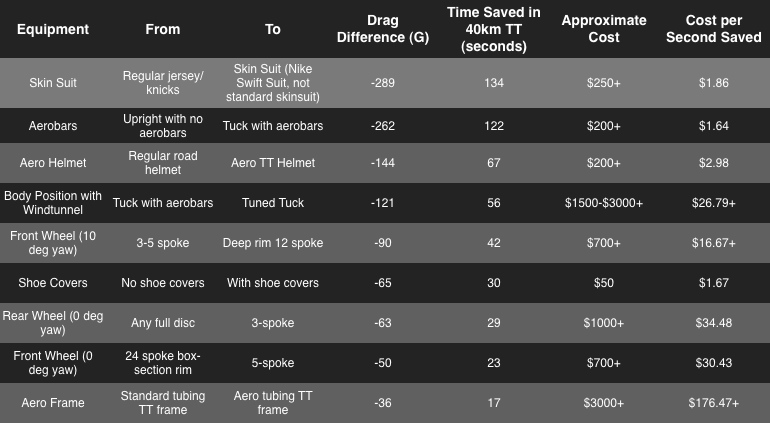 Equipment From To Drag Difference (G) Time Saved in 40km TT (seconds) Approximate Cost Cost per Second Saved
Skin Suit Regular jersey/ knicks Skin Suit (Nike Swift Suit, not standard skinsuit) -289 134 $250+ $1.86
Aerobars Upright with no aerobars Tuck with aerobars -262 122 $200+ $1.64
Aero Helmet Regular road helmet Aero TT Helmet -144 67 $200+ $2.98
Body Position with Windtunnel Tuck with aerobars Tuned Tuck -121 56 $1500-$3000+ $26.79+
Front Wheel (10 deg yaw) 3-5 spoke Deep rim 12 spoke -90 42 $700+ $16.67+
Shoe Covers No shoe covers With shoe covers -65 30 $50 $1.67
Rear Wheel (0 deg yaw) Any full disc 3-spoke -63 29 $1000+ $34.48
Front Wheel (0 deg yaw) 24 spoke box-section rim 5-spoke -50 23 $700+ $30.43
Aero Frame Standard tubing TT frame Aero tubing TT frame -36 17 $3000+ $176.47+